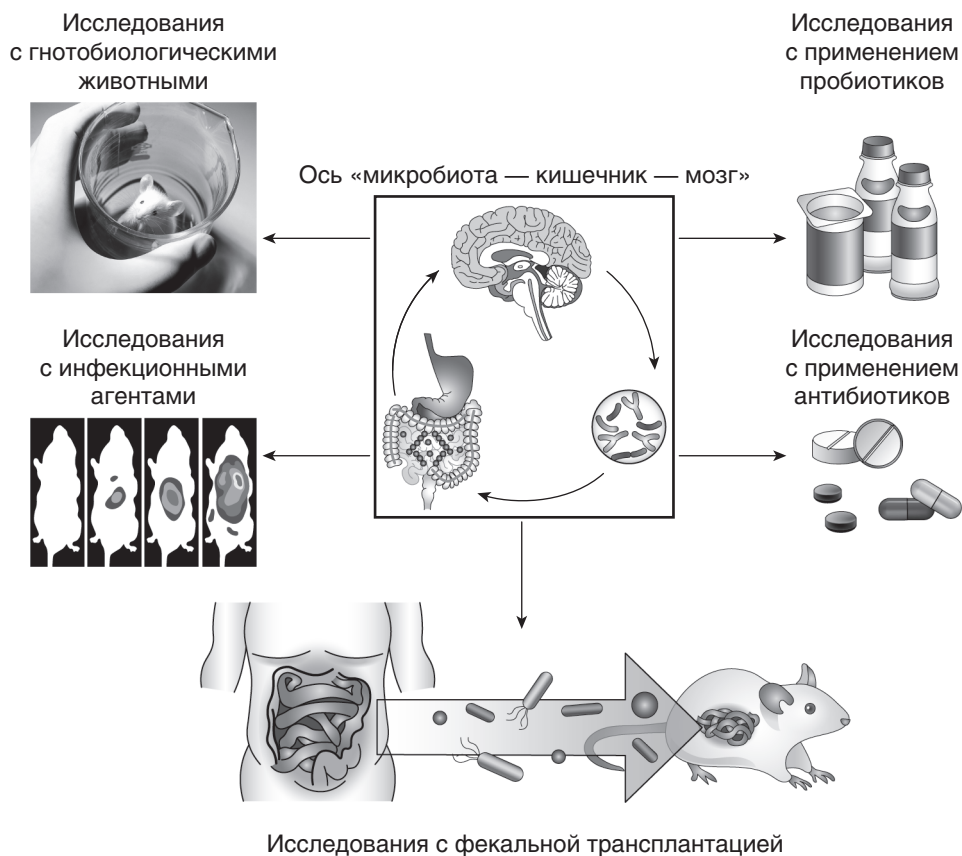 Исследования
с гнотобиологическими
животными
Исследования
с применением
пробиотиков
Ось «микробиота — кишечник — мозг»
Исследования
с инфекционными
агентами
Исследования
с применением
антибиотиков
Исследования с фекальной трансплантацией